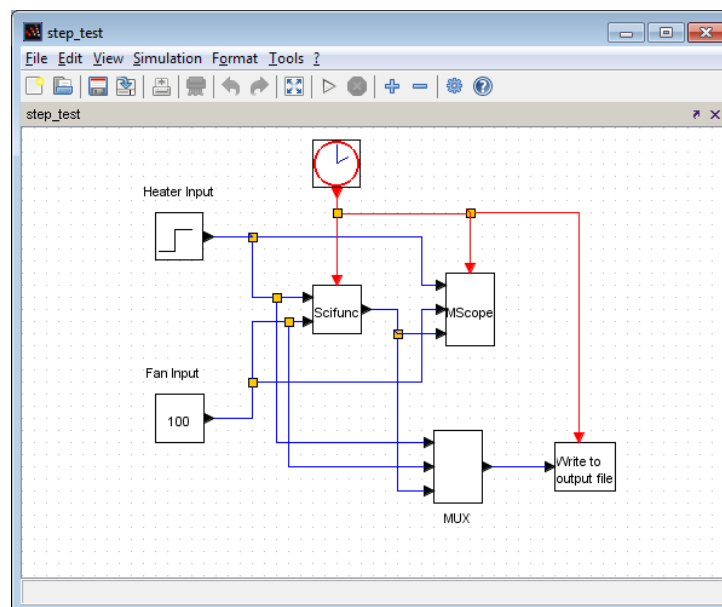 step_test
File Edit View Simulation Format Tools ?
step_test
Heater Input
Scifunc
MScope
Fan Input
100
Write to
output file
MUX